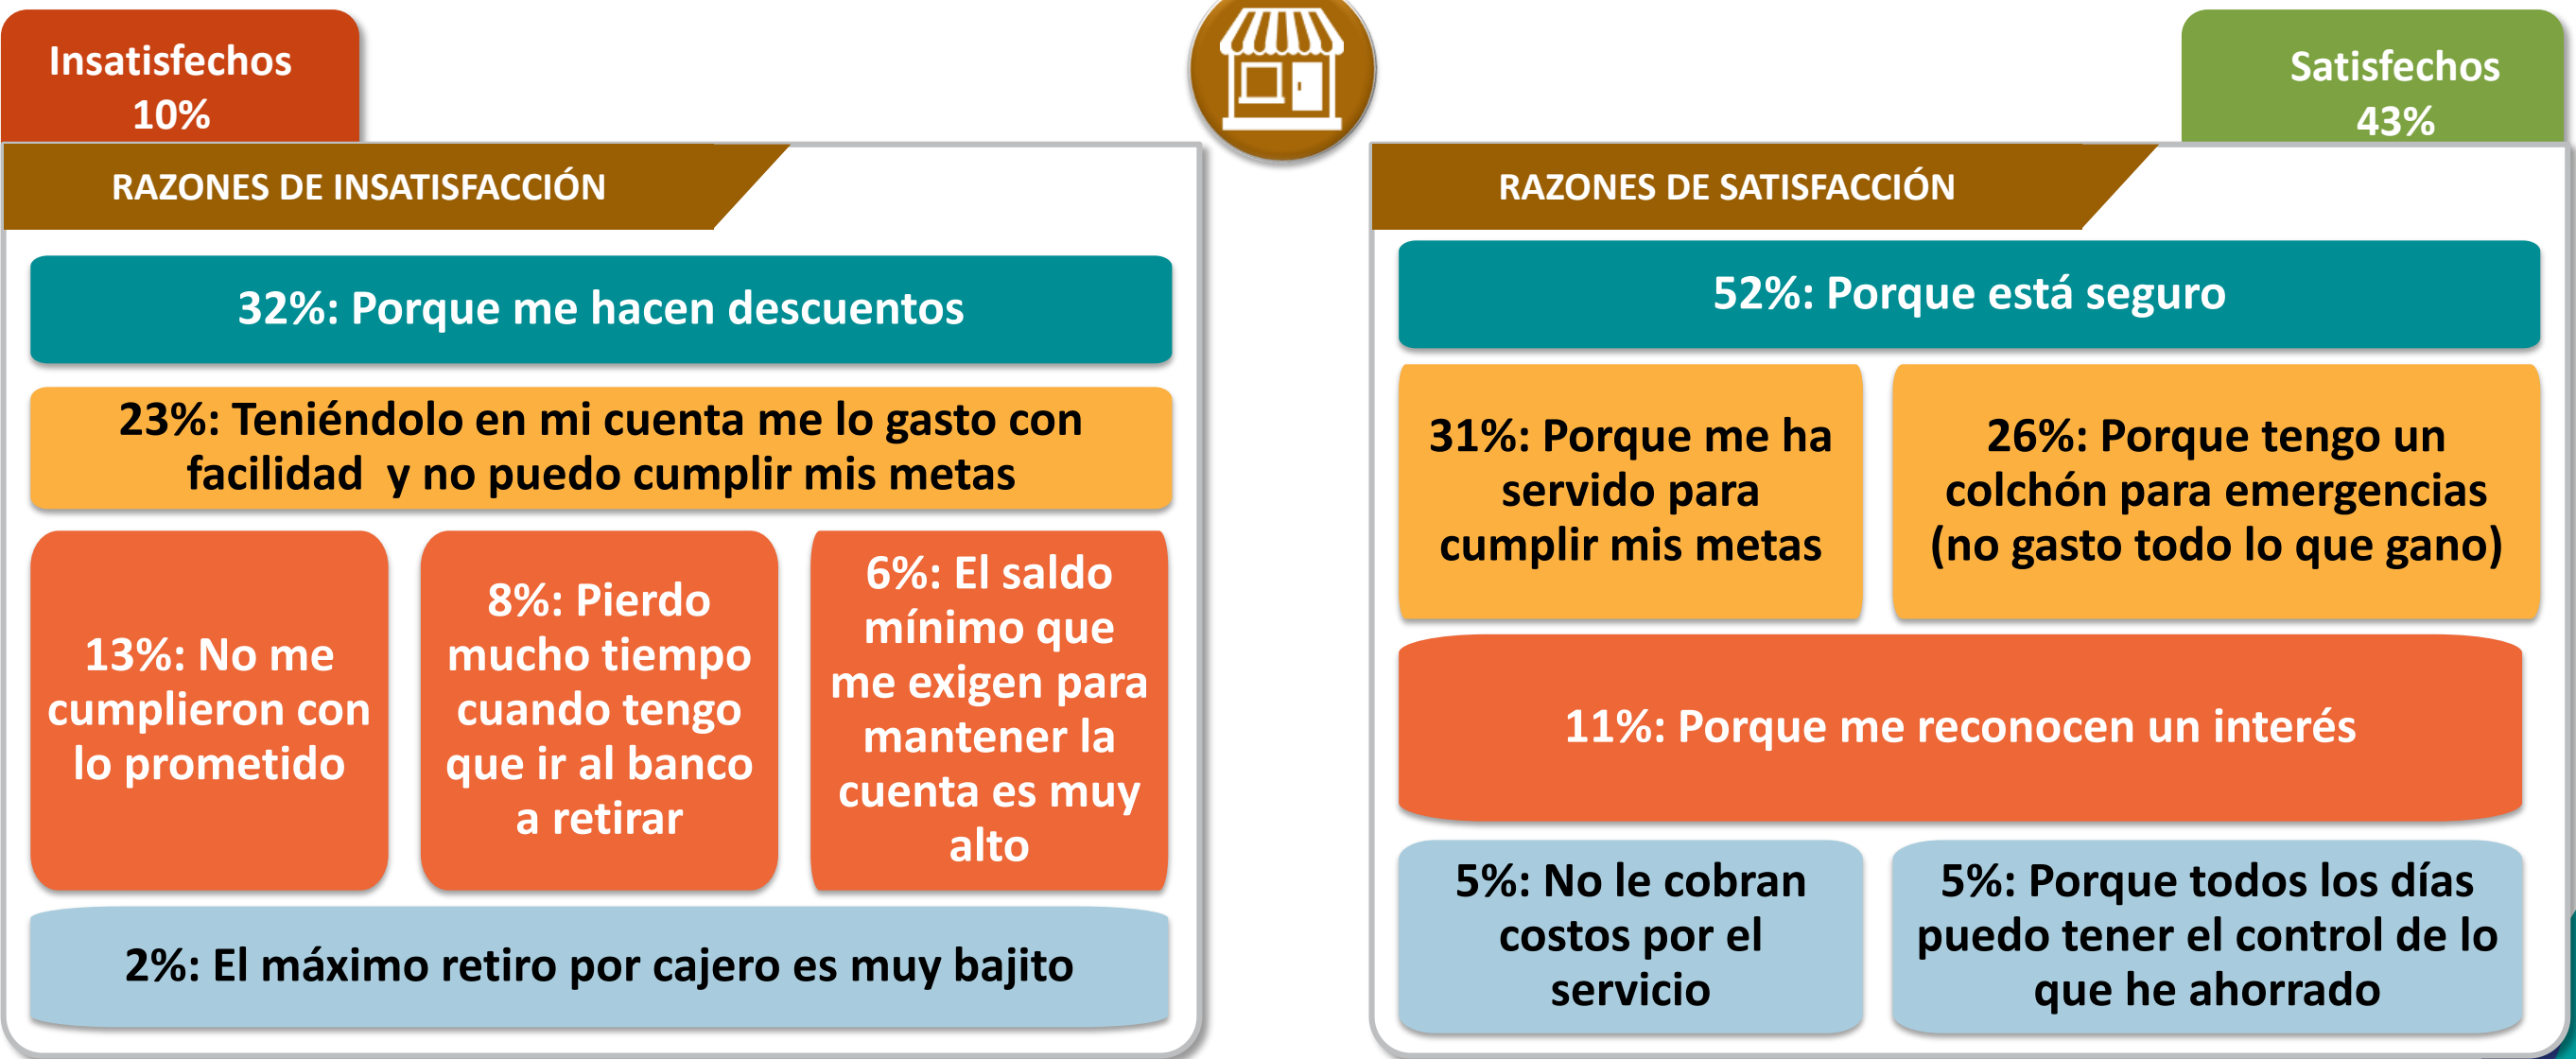 Insatisfechos
10%
RAZONES DE INSATISFACCIÓN
32%: Porque me hacen descuentos
23%: Teniéndolo en mi cuenta me lo gasto con
facilidad y no puedo cumplir mis metas
13%: No me
cumplieron con
lo prometido
8%: Pierdo
mucho tiempo
cuando tengo
que ir al banco
a retirar
6%: El saldo
mínimo que
me exigen para
mantener la
cuenta es muy
alto
2%: El máximo retiro por cajero es muy bajito
Satisfechos
43%
RAZONES DE SATISFACCIÓN
52%: Porque está seguro
31%: Porque me ha
servido para
cumplir mis metas
26%: Porque tengo un
colchón para emergencias
(no gasto todo lo que gano)
11%: Porque me reconocen un interés
5%: No le cobran
costos por el
servicio
5%: Porque todos los días
puedo tener el control de lo
que he ahorrado